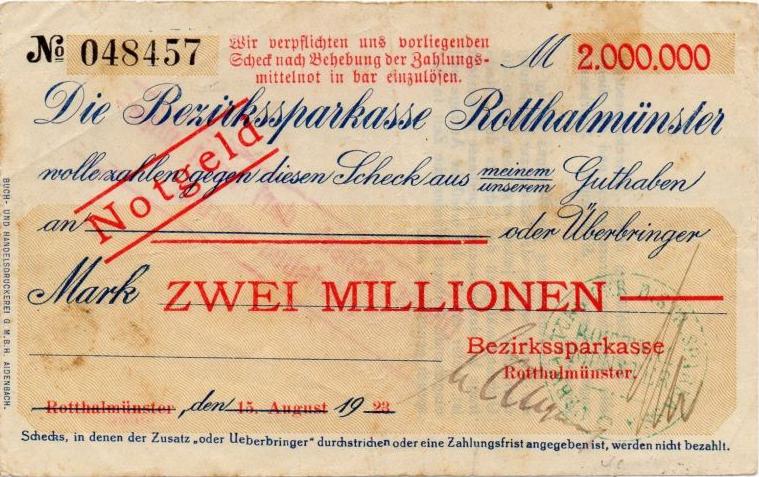 № 048457
Wir verpflichten uns vorliegenden
Scheck nach Behebung der Zahlungs-
mittelnot in bar einzulösen.
M 2.000.000
Die Bezirkssparkasse Rotthalmünster
wolle zahlen gegen diesen Scheck aus meinem
unserem Guthaben
Notgeld
an oder Überbringer
Mark ZWEI MILLIONEN
Bezirkssparkasse
Rotthalmünster.
Rotthalmünster, den 15. August 1923
Schecks, in denen der Zusatz „oder Ueberbringer" durchstrichen oder eine Zahlungsfrist angegeben ist, werden nicht bezahlt.
BUCH- UND HANDELSDRUCKEREI G. M. B. H. AIDENBACH.